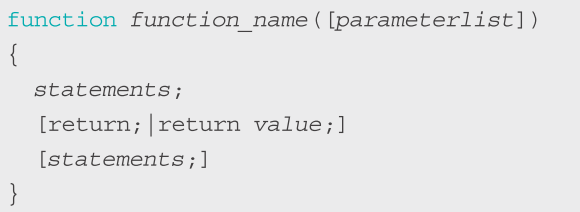 function function_name([parameterlist])
{
statements;
[return;|return value;]
[statements;]
}